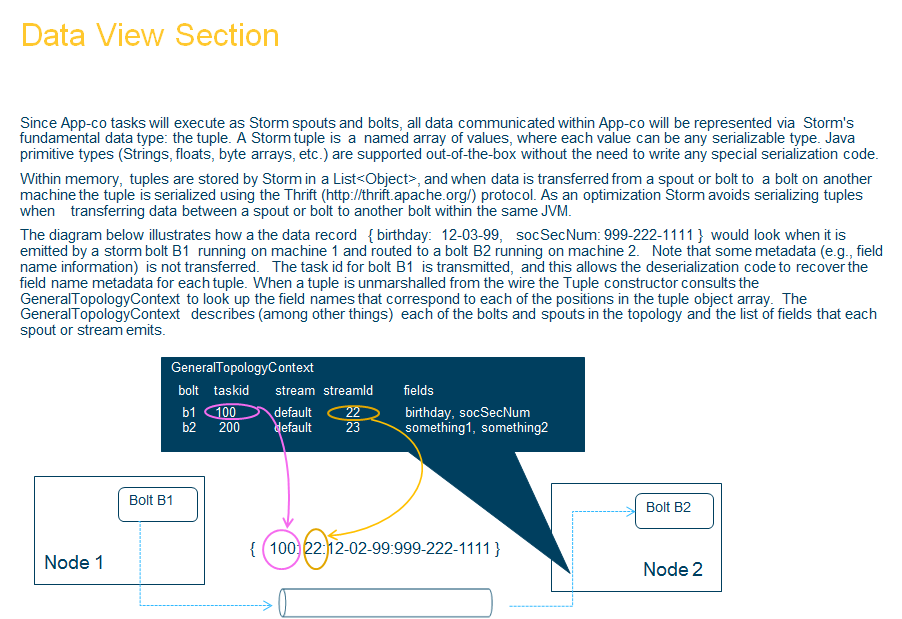 Data View Section
Since App-co tasks will execute as Storm spouts and bolts, all data communicated within App-co will be represented via Storm's
fundamental data type: the tuple. A Storm tuple is a named array of values, where each value can be any serializable type. Java
primitive types (Strings, floats, byte arrays, etc.) are supported out-of-the-box without the need to write any special serialization code.
Within memory, tuples are stored by Storm in a List<Object>, and when data is transferred from a spout or bolt to a bolt on another
machine the tuple is serialized using the Thrift (http://thrift.apache.org/) protocol. As an optimization Storm avoids serializing tuples
when transferring data between a spout or bolt to another bolt within the same JVM.
The diagram below illustrates how a the data record { birthday: 12-03-99, socSecNum: 999-222-1111 } would look when it is
emitted by a storm bolt B1 running on machine 1 and routed to a bolt B2 running on machine 2. Note that some metadata (e.g., field
name information) is not transferred. The task id for bolt B1 is transmitted, and this allows the deserialization code to recover the
field name metadata for each tuple. When a tuple is unmarshalled from the wire the Tuple constructor consults the
GeneralTopologyContext to look up the field names that correspond to each of the positions in the tuple object array. The
GeneralTopologyContext describes (among other things) each of the bolts and spouts in the topology and the list of fields that each
spout or stream emits.
GeneralTopologyContext
bolt taskid stream streamId fields
b1 100 default 22 birthday, socSecNum
b2 200 default 23 something1, something2
Bolt B1
Node 1
{ 100:22:12-02-99:999-222-1111 }
Bolt B2
Node 2